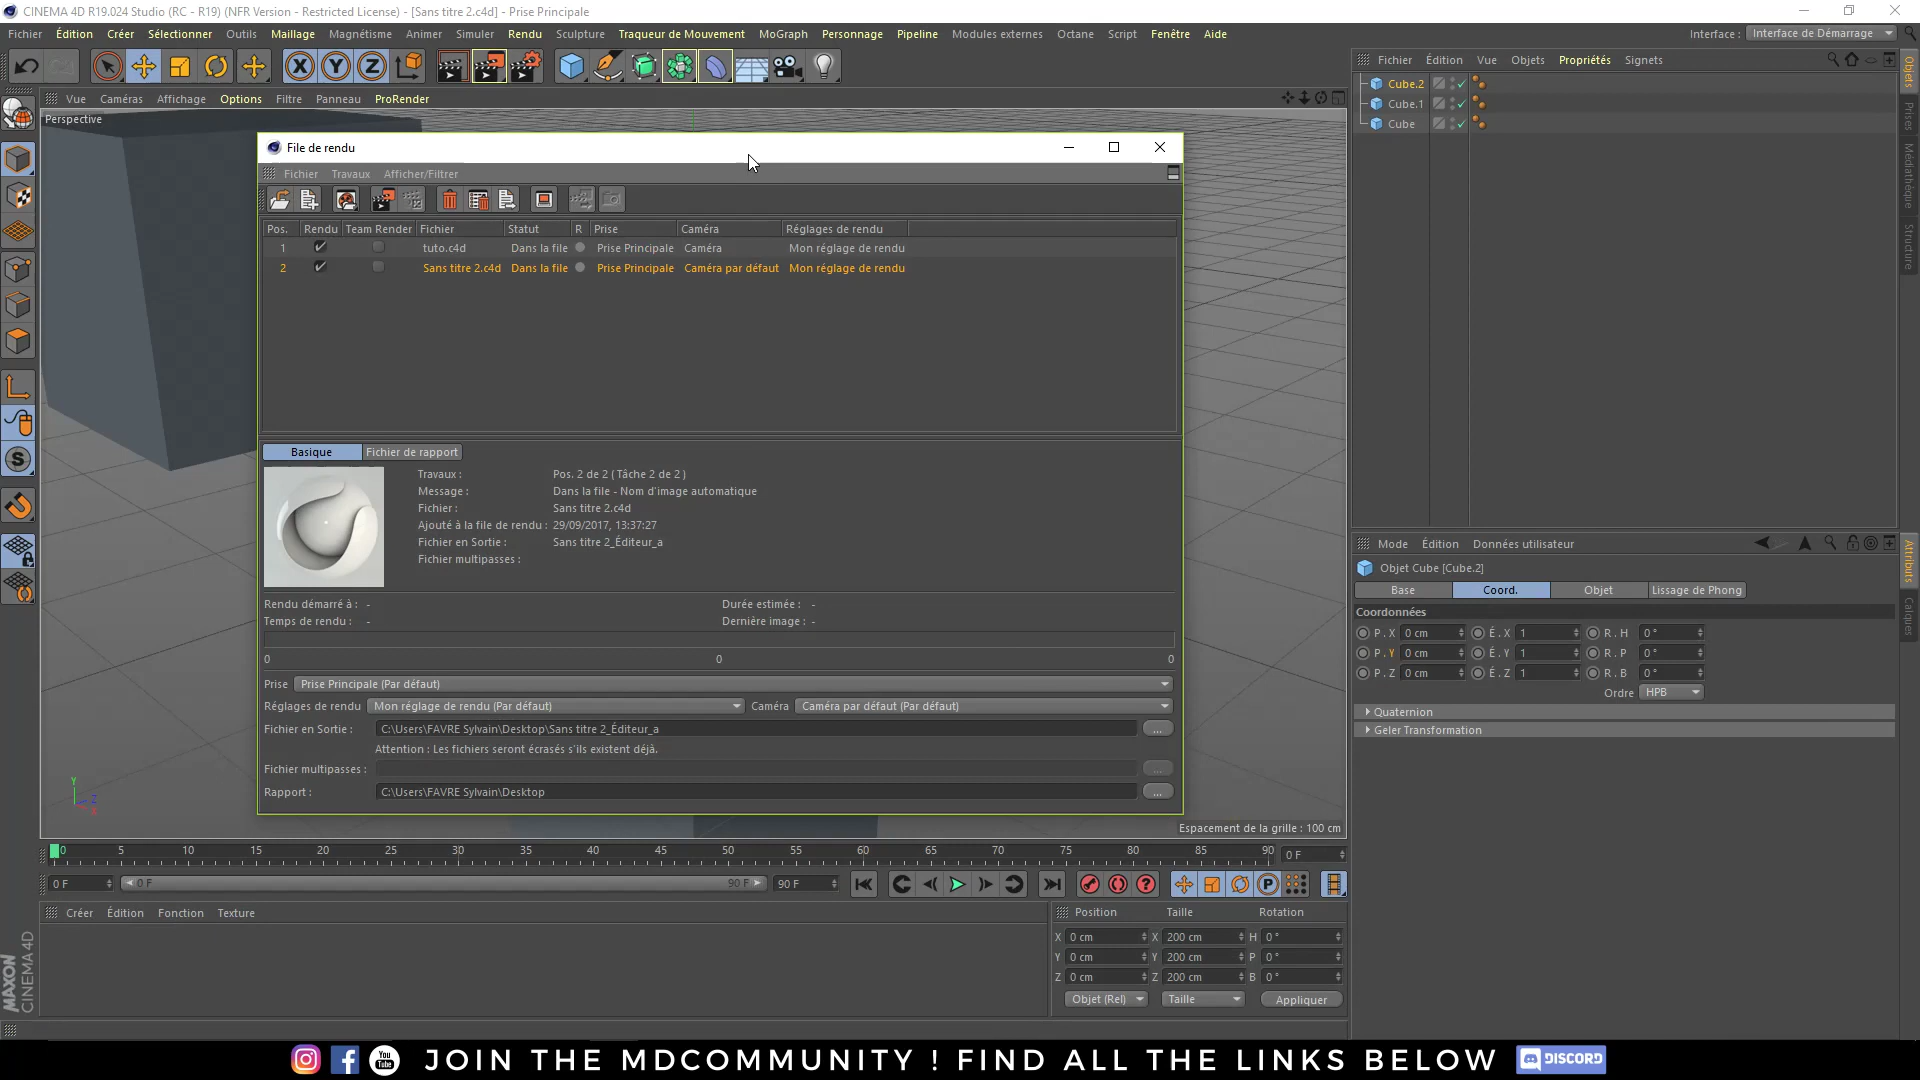 CINEMA 4D R19.024 Studio (RC - R19) (NFR Version - Restricted License) - [Sans titre 2.c4d] - Prise Principale
Fichier Édition Créer Sélectionner Outils Maillage Magnétisme Animer Simuler Rendu Sculpture Traqueur de Mouvement MoGraph Personnage Pipeline Modules externes Octane Script Fenêtre Aide Interface : Interface de Démarrage
X Y Z
Vue Caméras Affichage Options Filtre Panneau ProRender
Perspective
File de rendu
Fichier Travaux Afficher/Filtrer
Pos. Rendu Team Render Fichier Statut R Prise Caméra Réglages de rendu
1 tuto.c4d Dans la file Prise Principale Caméra Mon réglage de rendu
2 Sans titre 2.c4d Dans la file Prise Principale Caméra par défaut Mon réglage de rendu
Basique Fichier de rapport
Travaux : Pos. 2 de 2 ( Tâche 2 de 2 )
Message : Dans la file - Nom d'image automatique
Fichier : Sans titre 2.c4d
Ajouté à la file de rendu : 29/09/2017, 13:37:27
Fichier en Sortie : Sans titre 2_Éditeur_a
Fichier multipasses :
Rendu démarré à : - Durée estimée : -
Temps de rendu : - Dernière image : -
0 0 0
Prise Prise Principale (Par défaut)
Réglages de rendu Mon réglage de rendu (Par défaut) Caméra Caméra par défaut (Par défaut)
Fichier en Sortie : C:\Users\FAVRE Sylvain\Desktop\Sans titre 2_Éditeur_a ...
Attention : Les fichiers seront écrasés s'ils existent déjà.
Fichier multipasses : ...
Rapport : C:\Users\FAVRE Sylvain\Desktop ...
Y Z X
Espacement de la grille : 100 cm
0 5 10 15 20 25 30 35 40 45 50 55 60 65 70 75 80 85 90 0 F
0 F 0 F 90 F 90 F
Créer Édition Fonction Texture
Position Taille Rotation
X 0 cm X 200 cm H 0 °
Y 0 cm Y 200 cm P 0 °
Z 0 cm Z 200 cm B 0 °
Objet (Rel) Taille Appliquer
MAXON
CINEMA 4D
Fichier Édition Vue Objets Propriétés Signets
Cube.2
Cube.1
Cube
Objets
Prises
Médiathèque
Structure
Mode Édition Données utilisateur
Objet Cube [Cube.2]
Base Coord. Objet Lissage de Phong
Coordonnées
P . X 0 cm É . X 1 R . H 0 °
P . Y 0 cm É . Y 1 R . P 0 °
P . Z 0 cm É . Z 1 R . B 0 °
Ordre HPB
Quaternion
Geler Transformation
Attributs
Calques
You Tube JOIN THE MDCOMMUNITY ! FIND ALL THE LINKS BELOW DISCORD